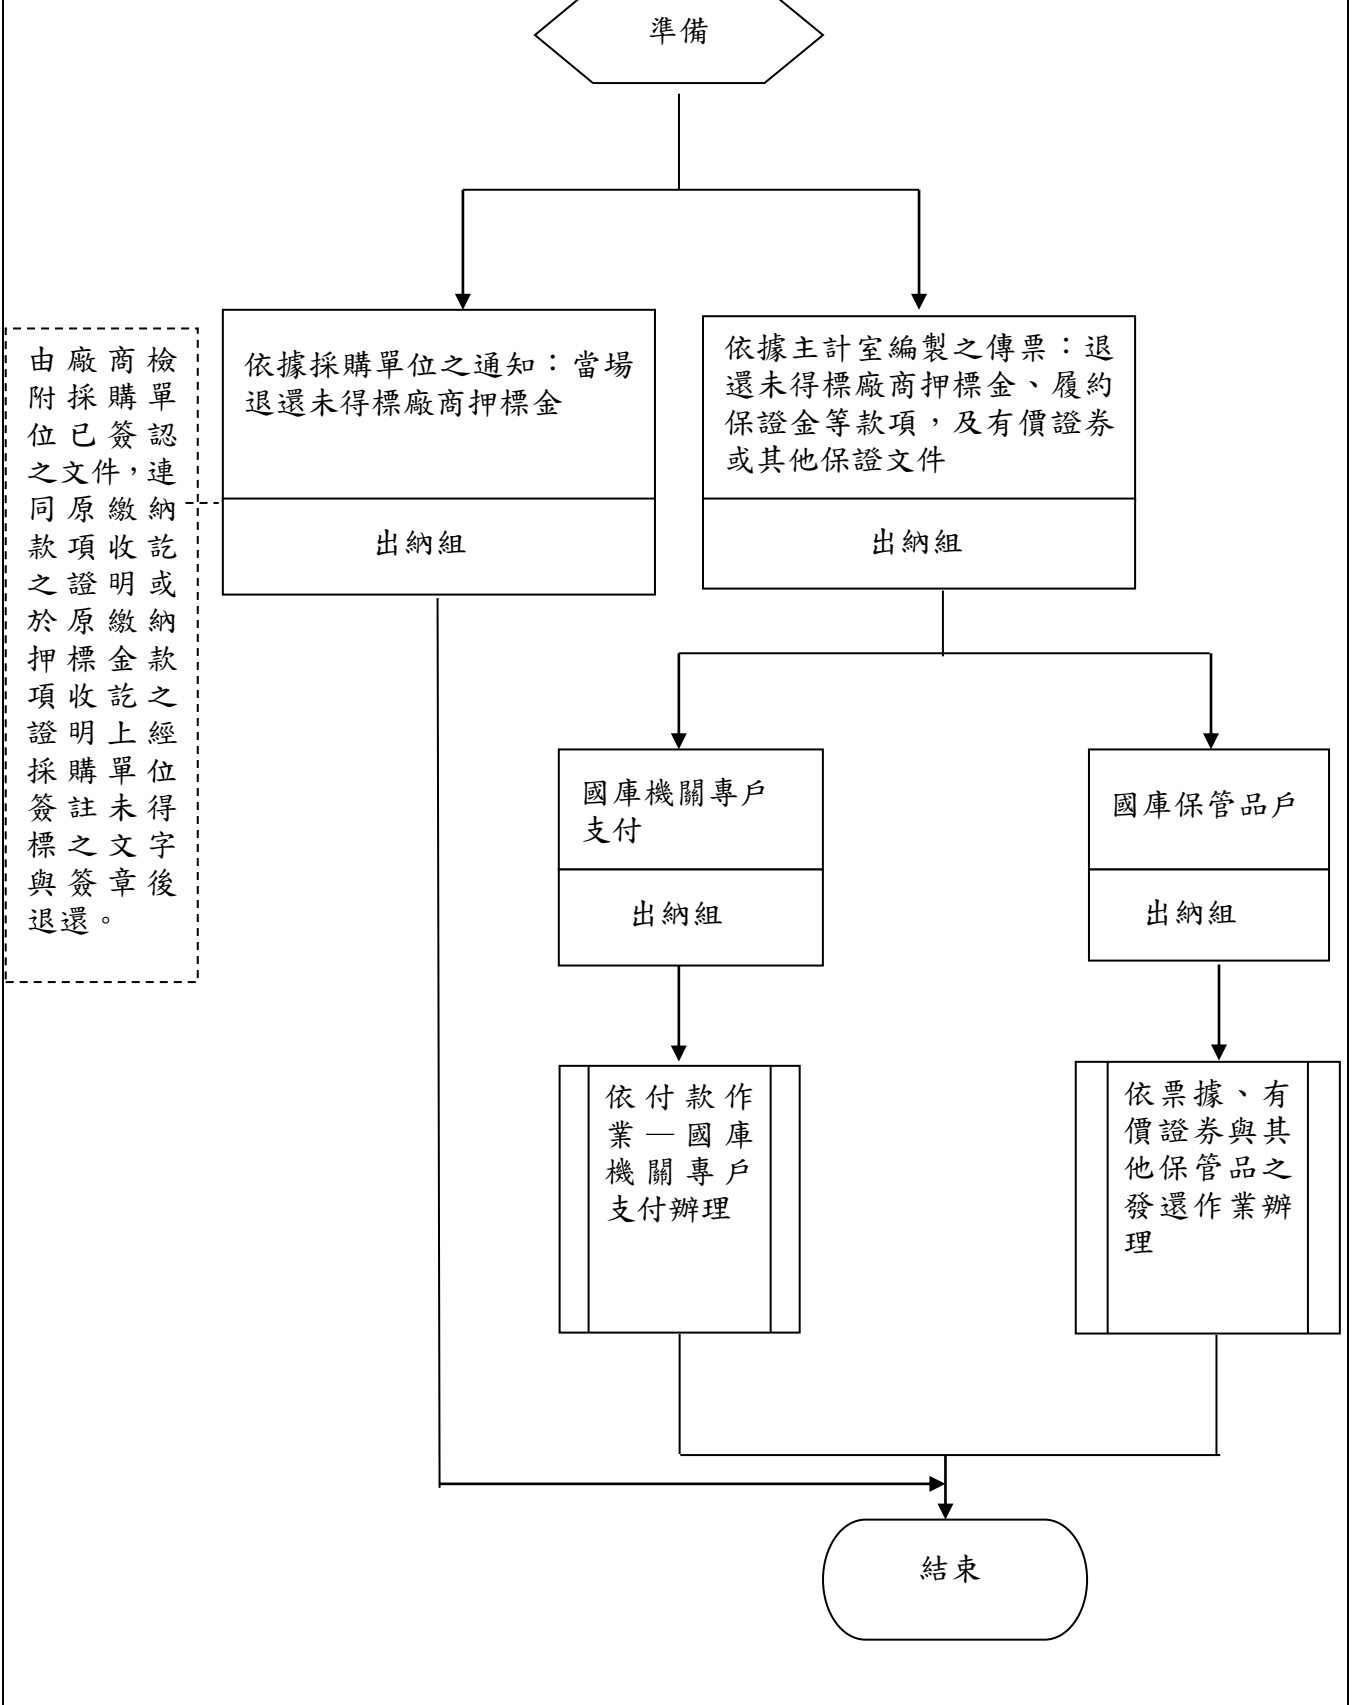 準備
由廠商檢
附採購單
位已簽認
之文件，連
同原繳納
款項收訖
之證明或
於原繳納
押標金款
項收訖之
證明上經
採購單位
簽註未得
標之文字
與簽章後
退還。
依據採購單位之通知：當場
退還未得標廠商押標金
出納組
依據主計室編製之傳票：退
還未得標廠商押標金、履約
保證金等款項，及有價證券
或其他保證文件
出納組
國庫機關專戶
支付
出納組
國庫保管品戶
出納組
依付款作
業—國庫
機關專戶
支付辦理
依票據、有
價證券與其
他保管品之
發還作業辦
理
結束